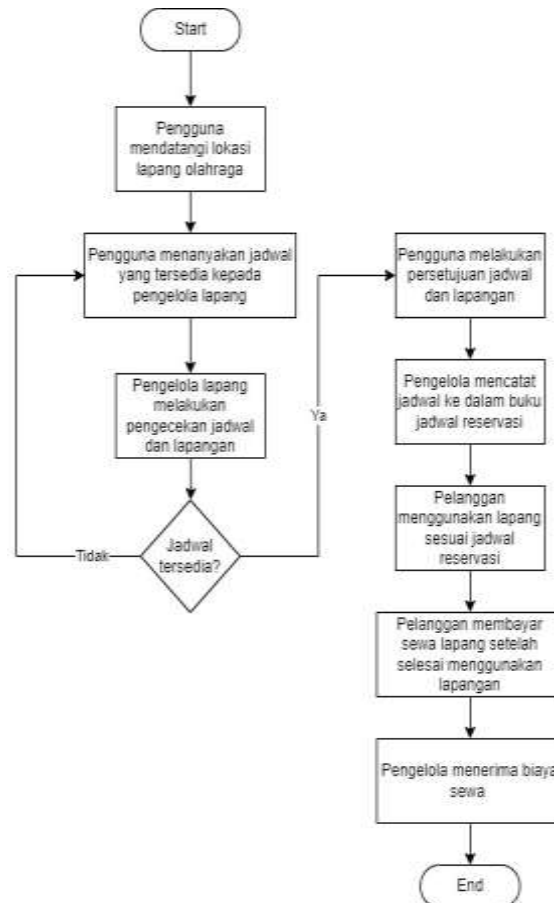 Start
Pengguna
mendatangi lokasi
lapang olahraga
Pengguna menanyakan jadwal
yang tersedia kepada
pengelola lapang
Pengelola lapang
melakukan
pengecekan jadwal
dan lapangan
Jadwal
tersedia?
Tidak
Ya
Pengguna melakukan
persetujuan jadwal
dan lapangan
Pengelola mencatat
jadwal ke dalam buku
jadwal reservasi
Pelanggan
menggunakan lapang
sesuai jadwal
reservasi
Pelanggan membayar
sewa lapang setelah
selesai menggunakan
lapangan
Pengelola menerima biaya
sewa
End